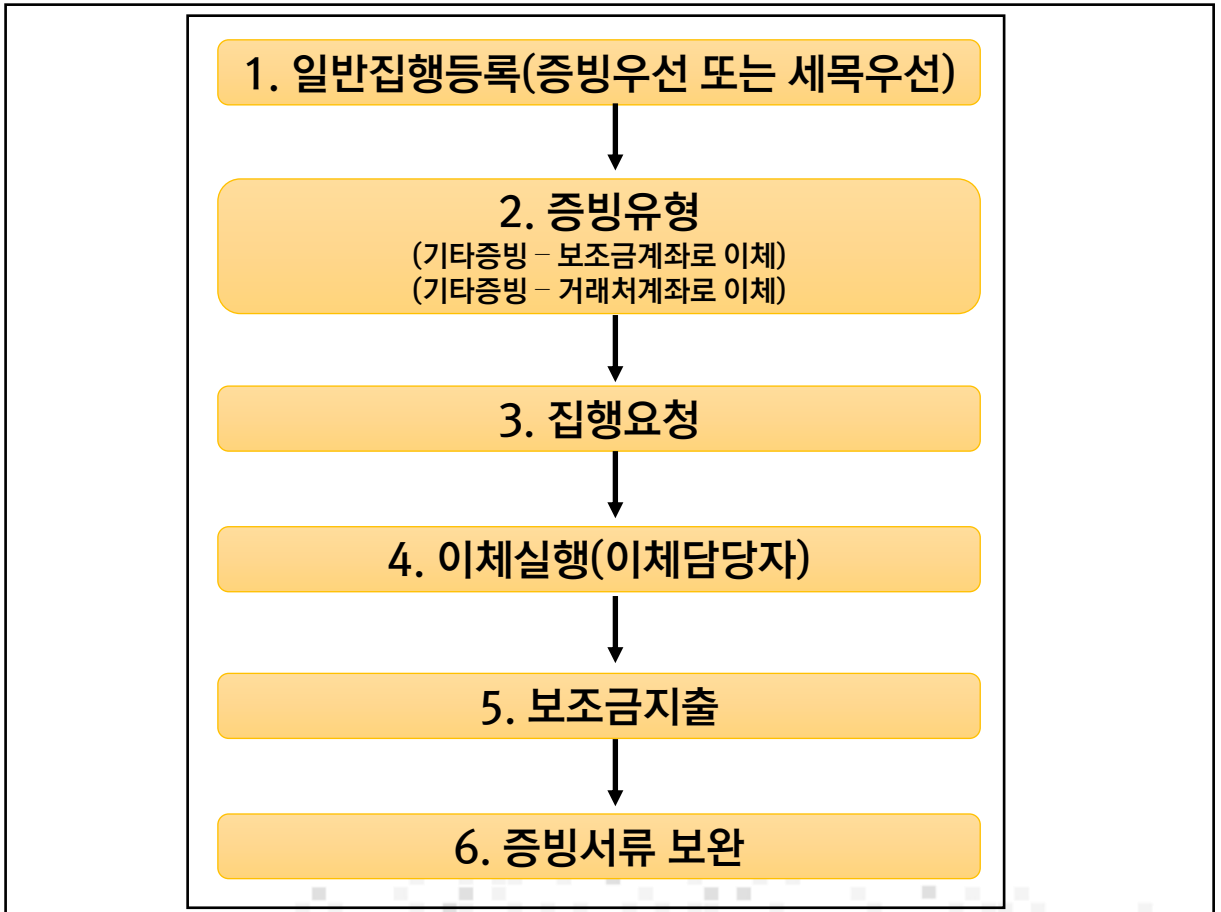 1. 일반집행등록(증빙우선 또는 세목우선)
2. 증빙유형
(기타증빙 – 보조금계좌로 이체)
(기타증빙 – 거래처계좌로 이체)
3. 집행요청
4. 이체실행(이체담당자)
5. 보조금지출
6. 증빙서류 보완